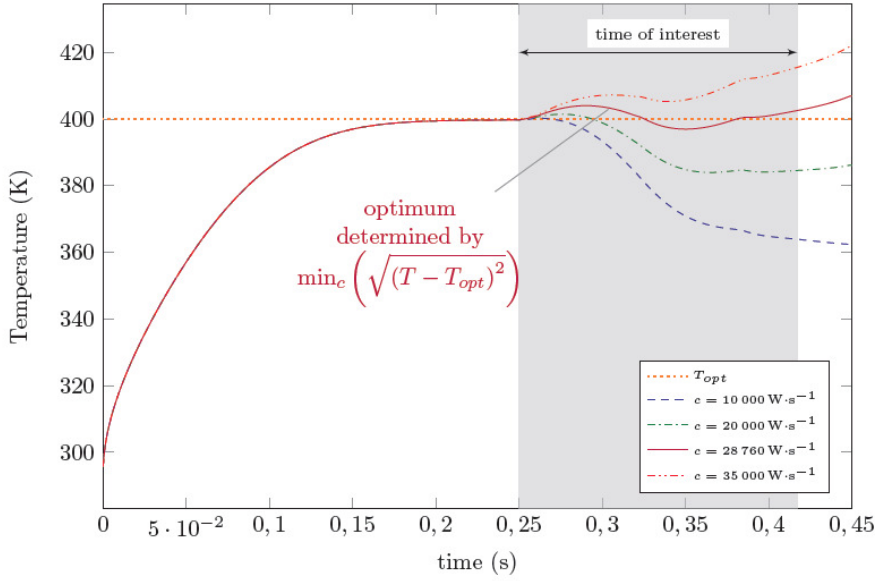 420
400
380
360
340
320
300
Temperature (K)
time of interest
optimum
determined by
min_c ( √(T − T_opt)² )
T_opt
c = 10 000 W·s⁻¹
c = 20 000 W·s⁻¹
c = 28 760 W·s⁻¹
c = 35 000 W·s⁻¹
0
5 · 10⁻²
0, 1
0, 15
0, 2
0, 25
0, 3
0, 35
0, 4
0, 45
time (s)